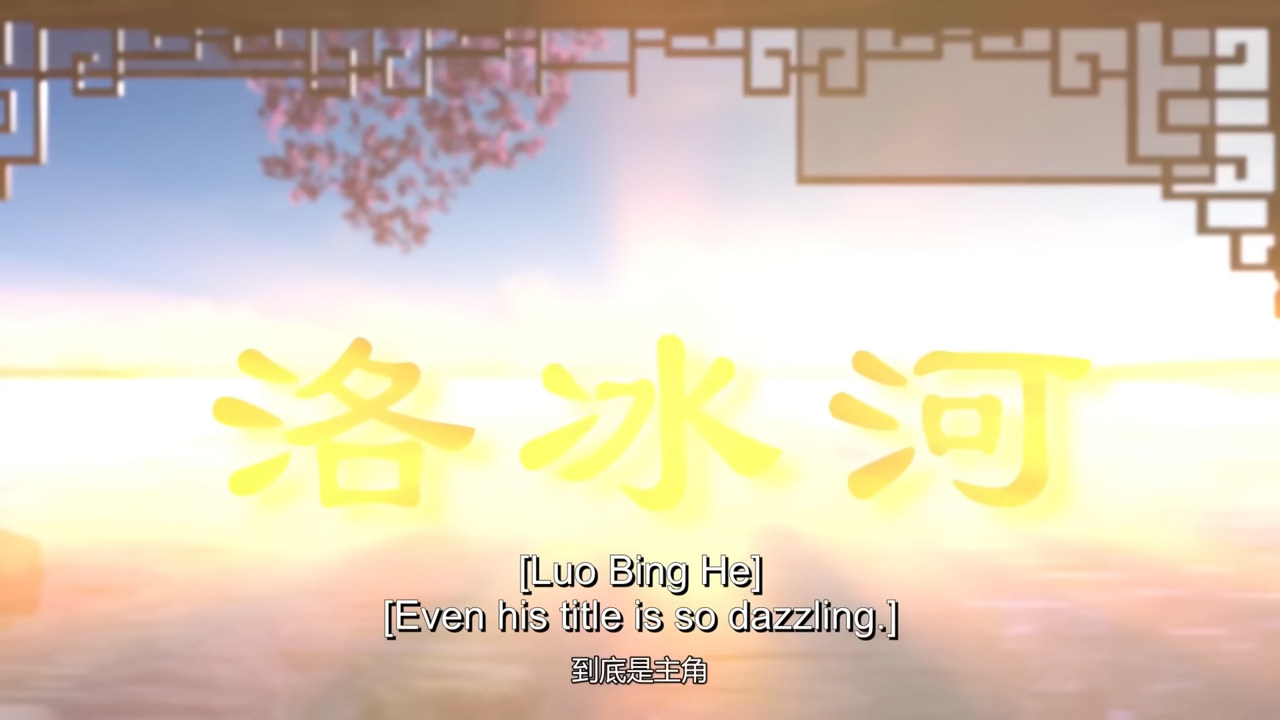 洛冰河
[Luo Bing He]
[Even his title is so dazzling.]
到底是主角